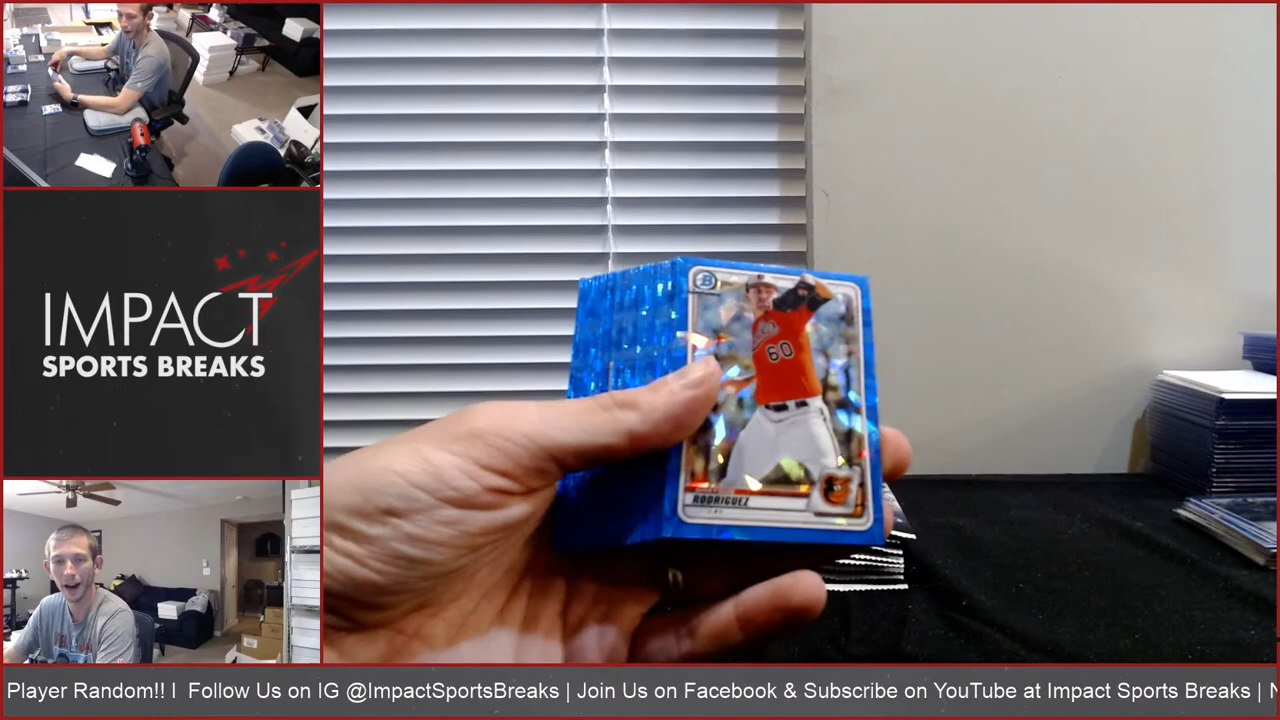 IMPACT
SPORTS BREAKS
B
60
RODRIGUEZ
Player Random!! I Follow Us on IG @ImpactSportsBreaks | Join Us on Facebook & Subscribe on YouTube at Impact Sports Breaks |